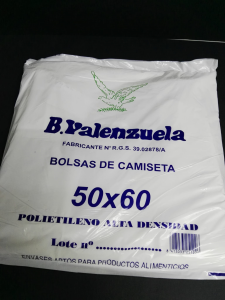 B.Valenzuela
FABRICANTE Nº R.G.S. 39.02878/A
BOLSAS DE CAMISETA
50x60
POLIETILENO ALTA DENSIDAD
Lote nº ....................
ENVASES APTOS PARA PRODUCTOS ALIMENTICIOS